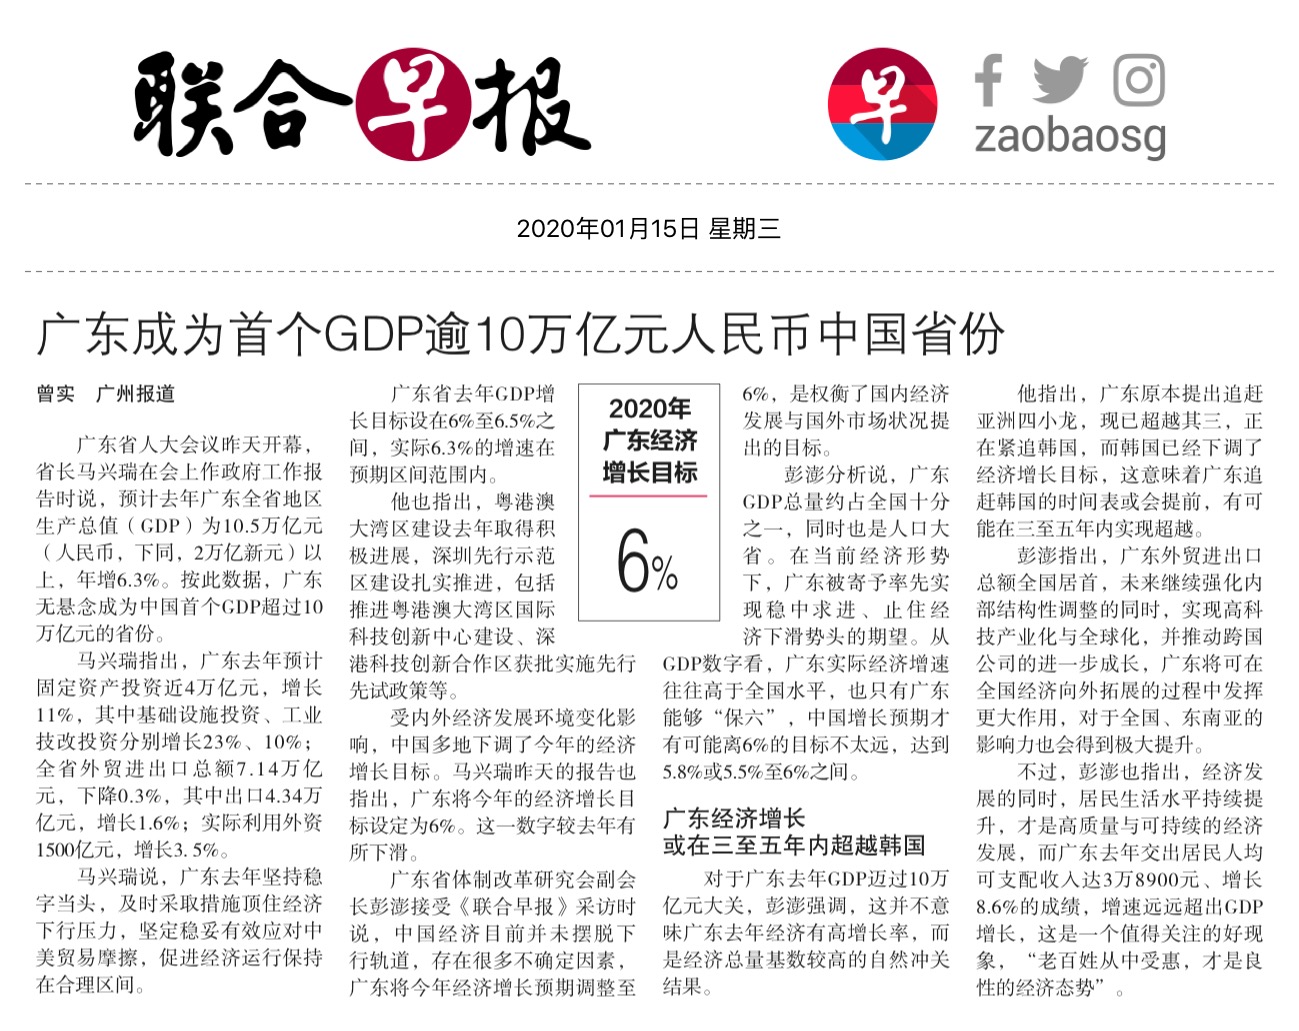 联合早报
早
zaobaosg
2020年01月15日 星期三
广东成为首个GDP逾10万亿元人民币中国省份
曾实 广州报道
广东省人大会议昨天开幕，
省长马兴瑞在会上作政府工作报
告时说，预计去年广东全省地区
生产总值（GDP）为10.5万亿元
（人民币，下同，2万亿新元）以
上，年增6.3%。按此数据，广东
无悬念成为中国首个GDP超过10
万亿元的省份。
马兴瑞指出，广东去年预计
固定资产投资近4万亿元，增长
11%，其中基础设施投资、工业
技改投资分别增长23%、10%；
全省外贸进出口总额7.14万亿
元，下降0.3%，其中出口4.34万
亿元，增长1.6%；实际利用外资
1500亿元，增长3.5%。
马兴瑞说，广东去年坚持稳
字当头，及时采取措施顶住经济
下行压力，坚定稳妥有效应对中
美贸易摩擦，促进经济运行保持
在合理区间。
广东省去年GDP增
长目标设在6%至6.5%之
间，实际6.3%的增速在
预期区间范围内。
他也指出，粤港澳
大湾区建设去年取得积
极进展，深圳先行示范
区建设扎实推进，包括
推进粤港澳大湾区国际
科技创新中心建设、深
港科技创新合作区获批实施先行
先试政策等。
受内外经济发展环境变化影
响，中国多地下调了今年的经济
增长目标。马兴瑞昨天的报告也
指出，广东将今年的经济增长目
标设定为6%。这一数字较去年有
所下滑。
广东省体制改革研究会副会
长彭澎接受《联合早报》采访时
说，中国经济目前并未摆脱下
行轨道，存在很多不确定因素，
广东将今年经济增长预期调整至
2020年
广东经济
增长目标
6%
6%，是权衡了国内经济
发展与国外市场状况提
出的目标。
彭澎分析说，广东
GDP总量约占全国十分
之一，同时也是人口大
省。在当前经济形势
下，广东被寄予率先实
现稳中求进、止住经
济下滑势头的期望。从
GDP数字看，广东实际经济增速
往往高于全国水平，也只有广东
能够“保六”，中国增长预期才
有可能离6%的目标不太远，达到
5.8%或5.5%至6%之间。
广东经济增长
或在三至五年内超越韩国
对于广东去年GDP迈过10万
亿元大关，彭澎强调，这并不意
味广东去年经济有高增长率，而
是经济总量基数较高的自然冲关
结果。
他指出，广东原本提出追赶
亚洲四小龙，现已超越其三，正
在紧追韩国，而韩国已经下调了
经济增长目标，这意味着广东追
赶韩国的时间表或会提前，有可
能在三至五年内实现超越。
彭澎指出，广东外贸进出口
总额全国居首，未来继续强化内
部结构性调整的同时，实现高科
技产业化与全球化，并推动跨国
公司的进一步成长，广东将可在
全国经济向外拓展的过程中发挥
更大作用，对于全国、东南亚的
影响力也会得到极大提升。
不过，彭澎也指出，经济发
展的同时，居民生活水平持续提
升，才是高质量与可持续的经济
发展，而广东去年交出居民人均
可支配收入达3万8900元、增长
8.6%的成绩，增速远远超出GDP
增长，这是一个值得关注的好现
象，“老百姓从中受惠，才是良
性的经济态势”。